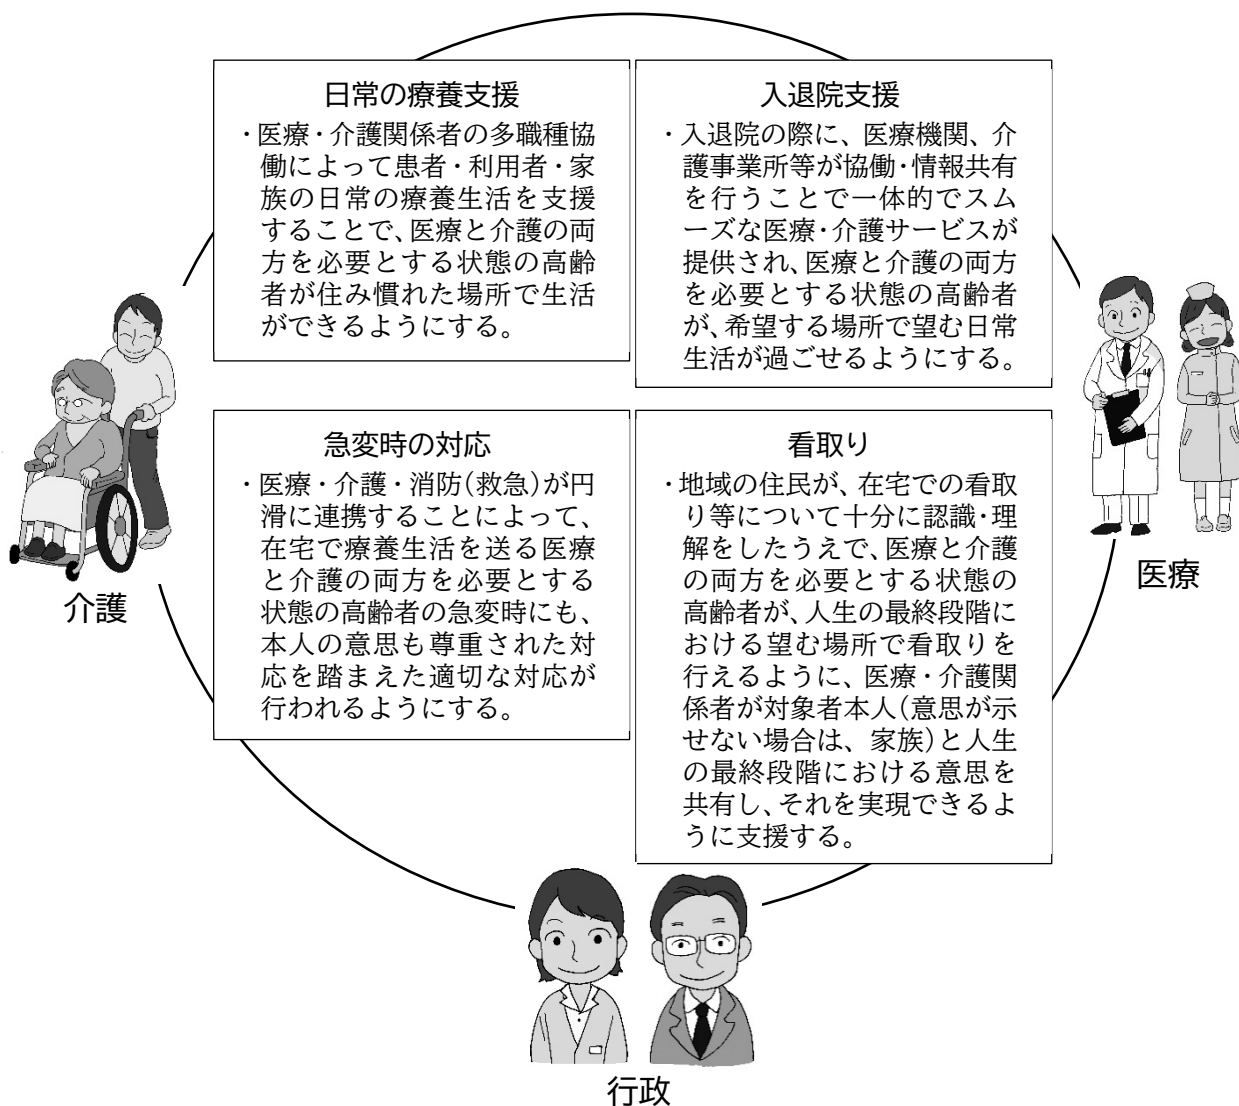 日常の療養支援
・医療・介護関係者の多職種協
働によって患者・利用者・家
族の日常の療養生活を支援
することで、医療と介護の両
方を必要とする状態の高齢
者が住み慣れた場所で生活
ができるようにする。
入退院支援
・入退院の際に、医療機関、介
護事業所等が協働・情報共有
を行うことで一体的でスム
ーズな医療・介護サービスが
提供され、医療と介護の両方
を必要とする状態の高齢者
が、希望する場所で望む日常
生活が過ごせるようにする。
急変時の対応
・医療・介護・消防(救急)が円
滑に連携することによって、
在宅で療養生活を送る医療
と介護の両方を必要とする
状態の高齢者の急変時にも、
本人の意思も尊重された対
応を踏まえた適切な対応が
行われるようにする。
看取り
・地域の住民が、在宅での看取
り等について十分に認識・理
解をしたうえで、医療と介護
の両方を必要とする状態の
高齢者が、人生の最終段階に
おける望む場所で看取りを
行えるように、医療・介護関
係者が対象者本人(意思が示
せない場合は、家族)と人生
の最終段階における意思を
共有し、それを実現できるよ
うに支援する。
介護
医療
行政